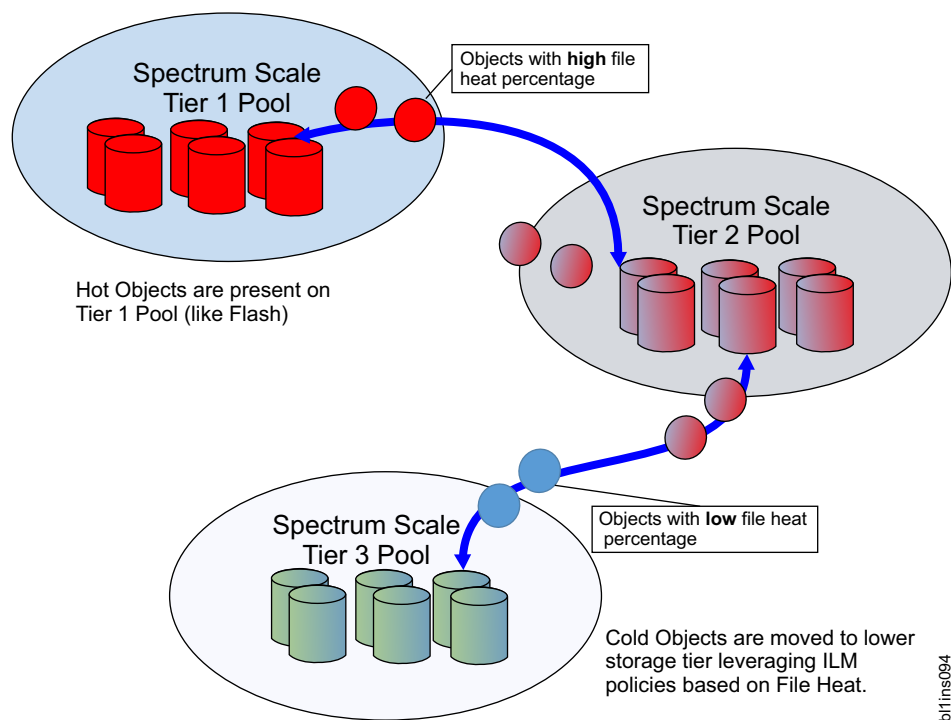 Objects with high file
heat percentage
Spectrum Scale
Tier 1 Pool
Spectrum Scale
Tier 2 Pool
Hot Objects are present on
Tier 1 Pool (like Flash)
Spectrum Scale
Tier 3 Pool
Objects with low file heat
percentage
Cold Objects are moved to lower
storage tier leveraging ILM
policies based on File Heat.
bl1ins094